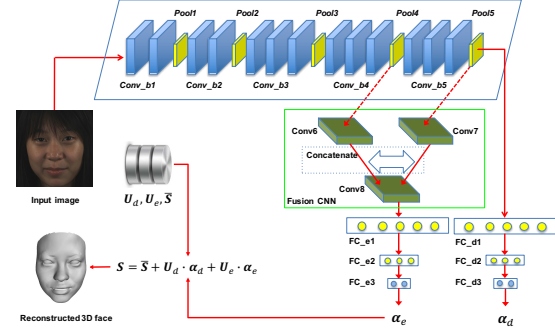 Pool1 Pool2 Pool3 Pool4 Pool5
Conv_b1 Conv_b2 Conv_b3 Conv_b4 Conv_b5
Conv6 Conv7
Concatenate
Conv8
Fusion CNN
Input image
U_d, U_e, S̄
FC_e1 FC_d1
FC_e2 FC_d2
FC_e3 FC_d3
S = S̄ + U_d · α_d + U_e · α_e
Reconstructed 3D face
α_e α_d